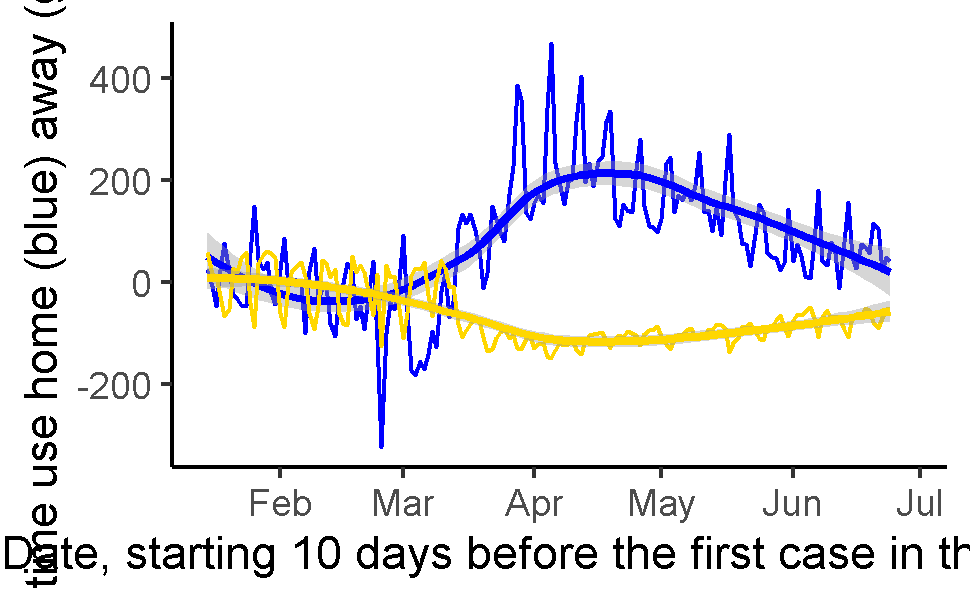 time use home (blue) away (
400
200
0
-200
Feb Mar Apr May Jun Jul
Date, starting 10 days before the first case in th